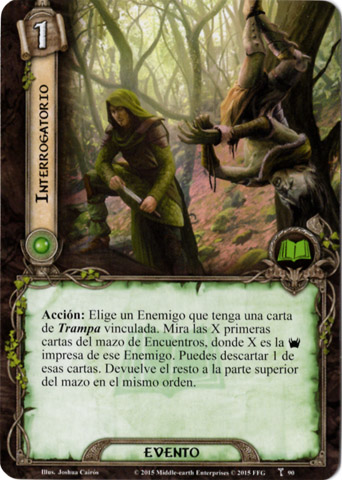 1
INTERROGATORIO
Acción: Elige un Enemigo que tenga una carta
de Trampa vinculada. Mira las X primeras
cartas del mazo de Encuentros, donde X es la
impresa de ese Enemigo. Puedes descartar 1 de
esas cartas. Devuelve el resto a la parte superior
del mazo en el mismo orden.
EVENTO
Illus. Joshua Cairós © 2015 Middle-earth Enterprises © 2015 FFG 90